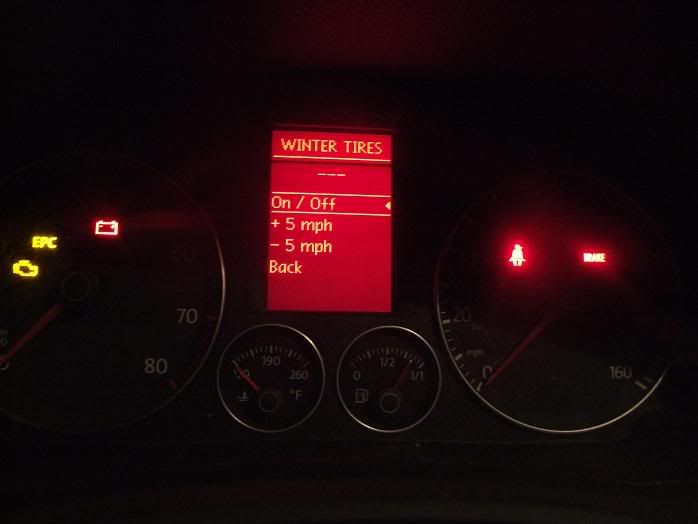 WINTER TIRES
---
On / Off
+ 5 mph
- 5 mph
Back
EPC
70
80
190
260
°F
0
1/2
1/1
BRAKE
20
mph
0
160